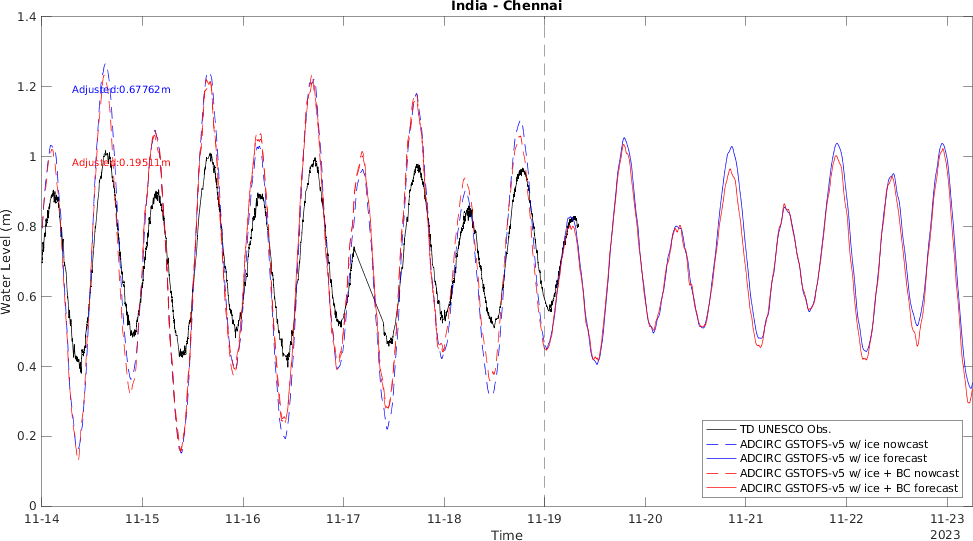 India - Chennai
1.4
1.2
1
0.8
0.6
0.4
0.2
0
Water Level (m)
Adjusted:0.67762m
Adjusted:0.19511m
TD UNESCO Obs.
ADCIRC GSTOFS-v5 w/ ice nowcast
ADCIRC GSTOFS-v5 w/ ice forecast
ADCIRC GSTOFS-v5 w/ ice + BC nowcast
ADCIRC GSTOFS-v5 w/ ice + BC forecast
11-14 11-15 11-16 11-17 11-18 11-19 11-20 11-21 11-22 11-23
2023
Time